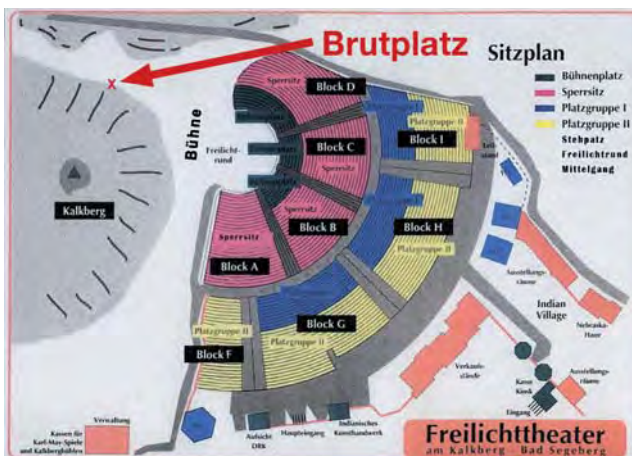 Brutplatz
X
Sitzplan
Bühnenplatz
Sperrsitz
Platzgruppe I
Platzgruppe II
Stehpatz
Freilichtrund
Mittelgang
Sperrsitz
Block D
Platzgruppe II
Block I
Bühne
Freilicht-
rund
Block C
Sperrsitz
Kalkberg
Sperrsitz
Block B
Block H
Platzgruppe II
Sperrsitz
Block A
Ausstellungs-
räume
Indian
Village
Nebraska-
Haus
Platzgruppe II
Block F
Block G
Platzgruppe II
Verkaufs-
stände
Kasse
Kiosk
Ausstellungs-
räume
Eingang
Verwaltung
Kassen für
Karl-May-Spiele
und Kalkberghöhlen
Aufsicht
DRK
Haupteingang
Indianisches
Kunsthandwerk
Freilichttheater
am Kalkberg - Bad Segeberg